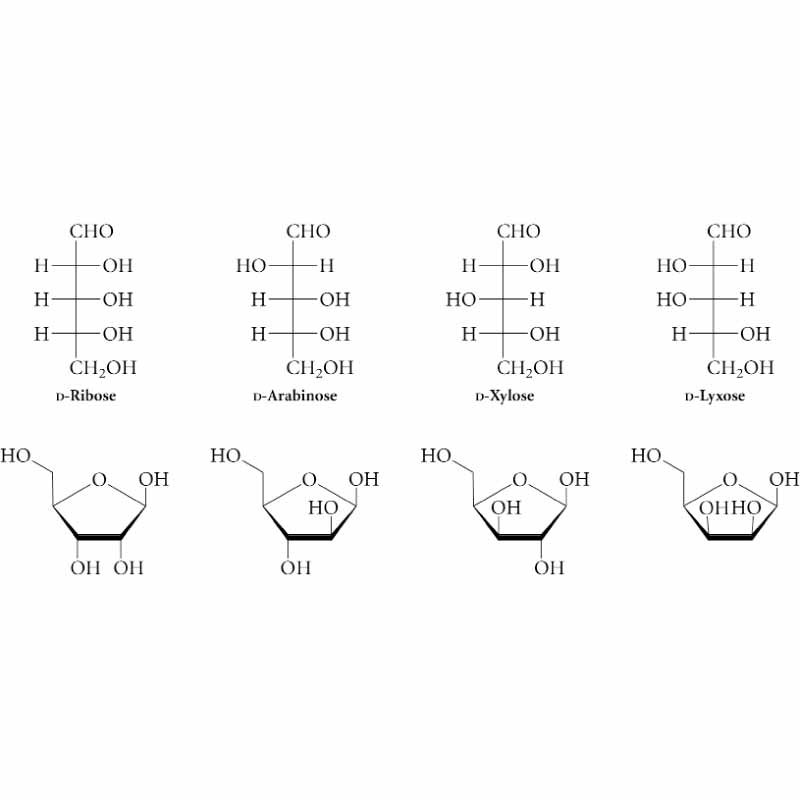 CHO CHO CHO CHO
H OH HO H H OH HO H
H OH H OH HO H HO H
H OH H OH H OH H OH
CH₂OH CH₂OH CH₂OH CH₂OH
D-Ribose D-Arabinose D-Xylose D-Lyxose
HO O OH HO O OH HO O OH HO O OH
HO OH OH HO
OH OH OH OH